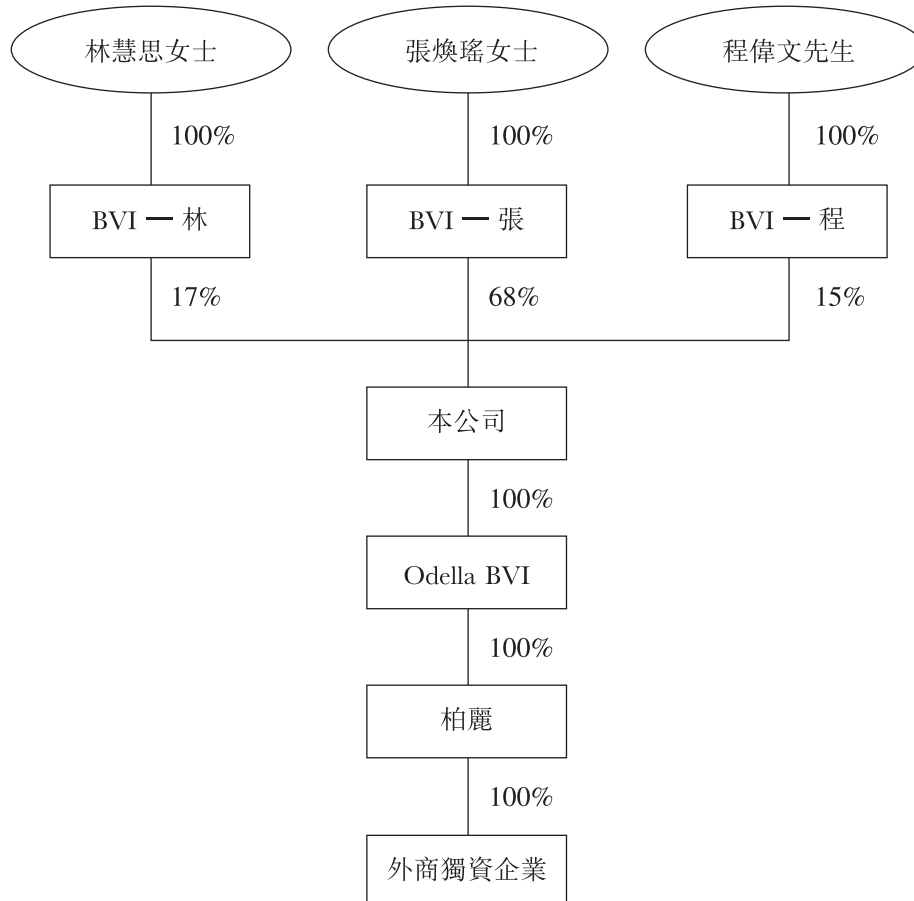 林慧思女士 張煥瑤女士 程偉文先生
100% 100% 100%
BVI — 林 BVI — 張 BVI — 程
17% 68% 15%
本公司
100%
Odella BVI
100%
柏麗
100%
外商獨資企業